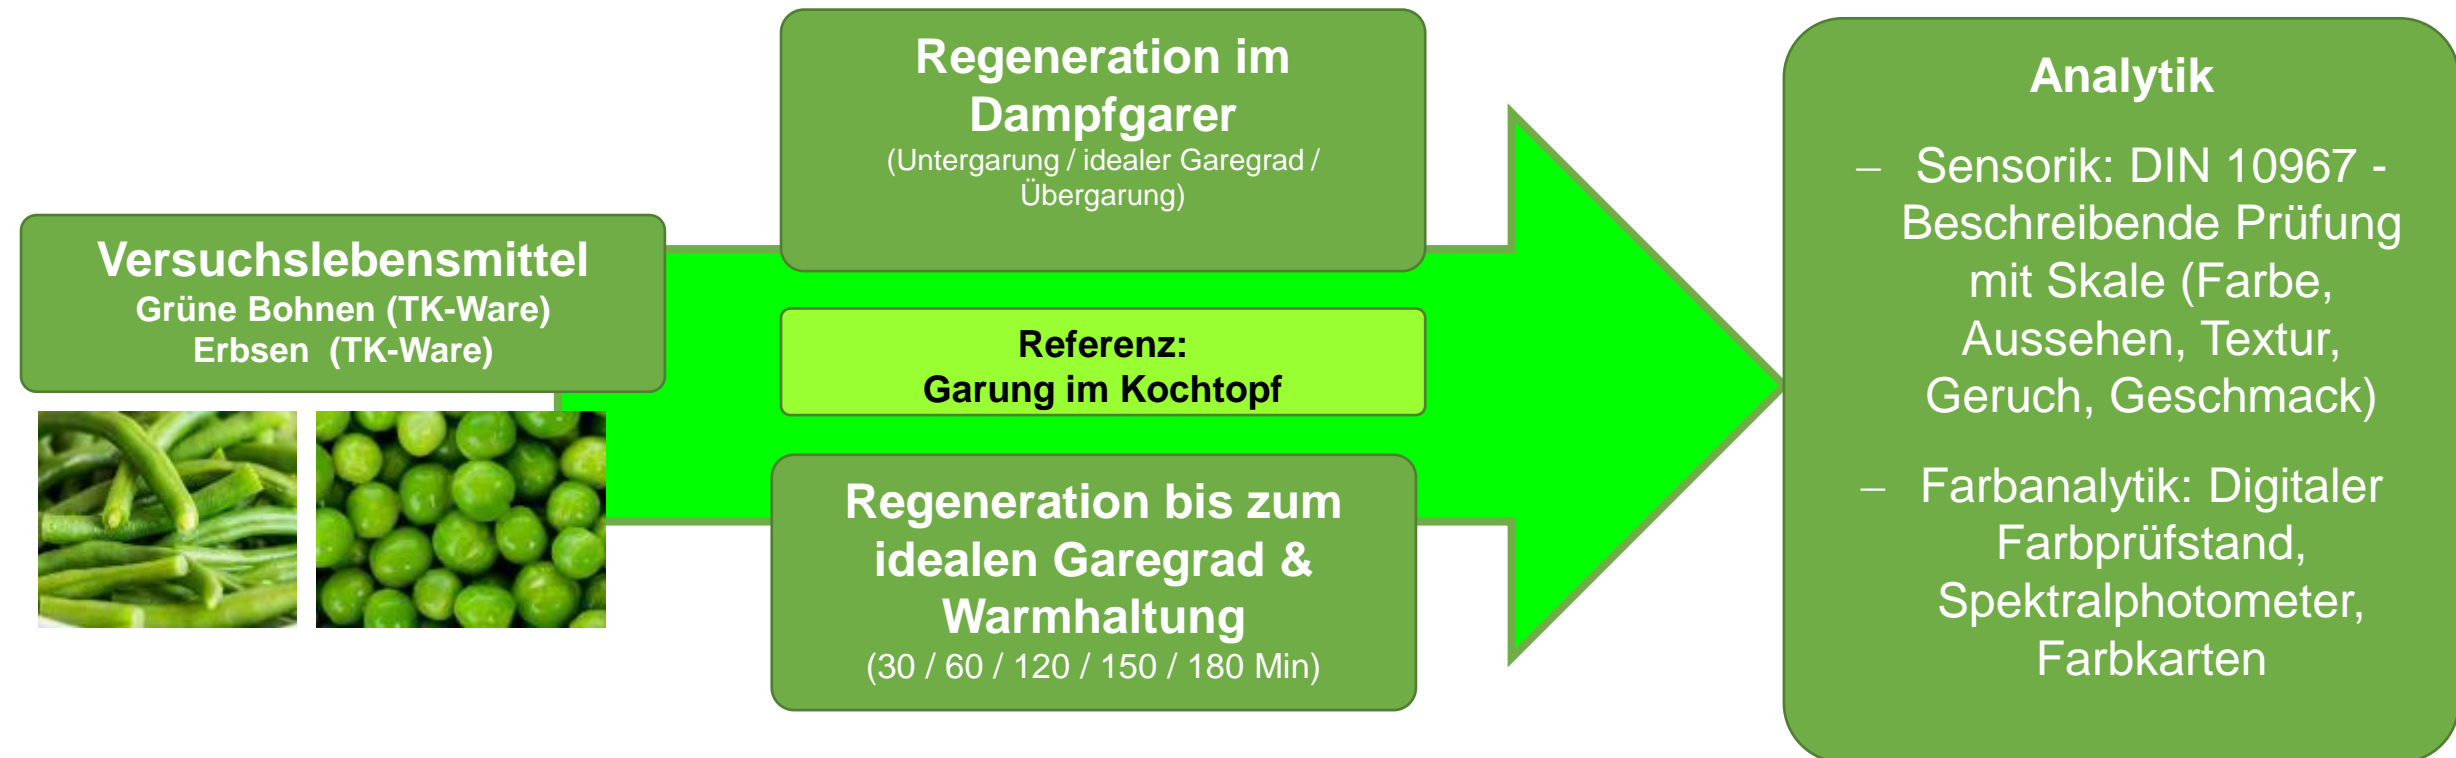 Versuchslebensmittel
Grüne Bohnen (TK-Ware)
Erbsen (TK-Ware)
Regeneration im
Dampfgarer
(Untergarung / idealer Garegrad /
Übergarung)
Referenz:
Garung im Kochtopf
Regeneration bis zum
idealen Garegrad &
Warmhaltung
(30 / 60 / 120 / 150 / 180 Min)
Analytik
– Sensorik: DIN 10967 -
Beschreibende Prüfung
mit Skale (Farbe,
Aussehen, Textur,
Geruch, Geschmack)
– Farbanalytik: Digitaler
Farbprüfstand,
Spektralphotometer,
Farbkarten